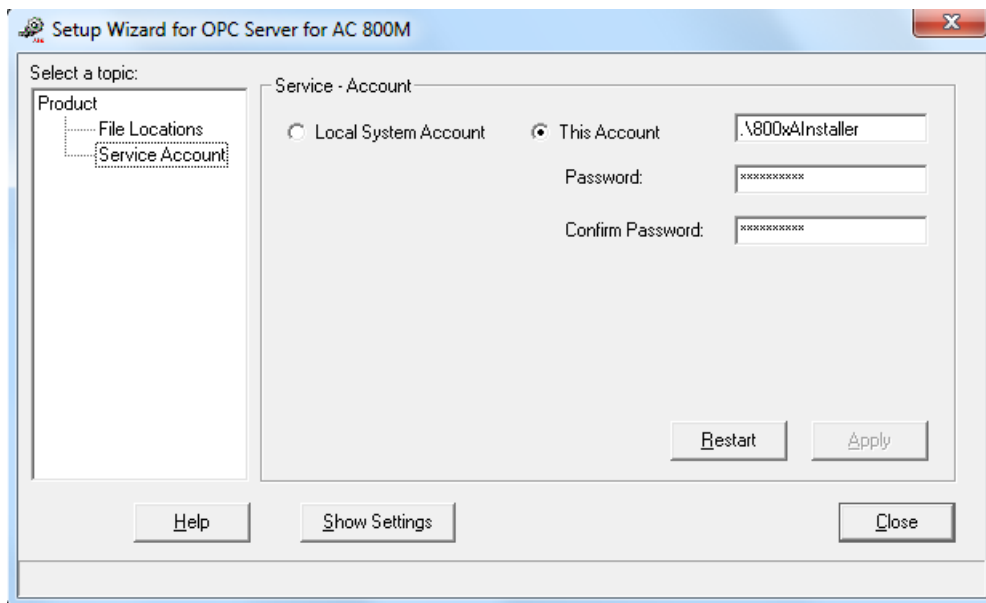 Setup Wizard for OPC Server for AC 800M
Select a topic:
Product
File Locations
Service Account
Service - Account
Local System Account
This Account
.\800xAInstaller
Password:
**********
Confirm Password:
**********
Restart
Apply
Help
Show Settings
Close